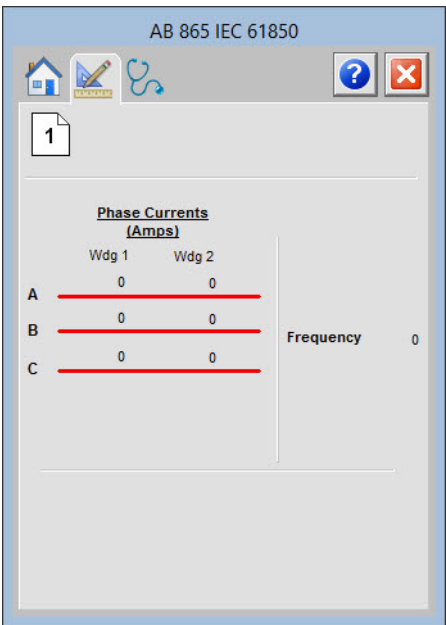 AB 865 IEC 61850
?
1
Phase Currents
(Amps)
Wdg 1 Wdg 2
A 0 0
B 0 0
Frequency 0
C 0 0